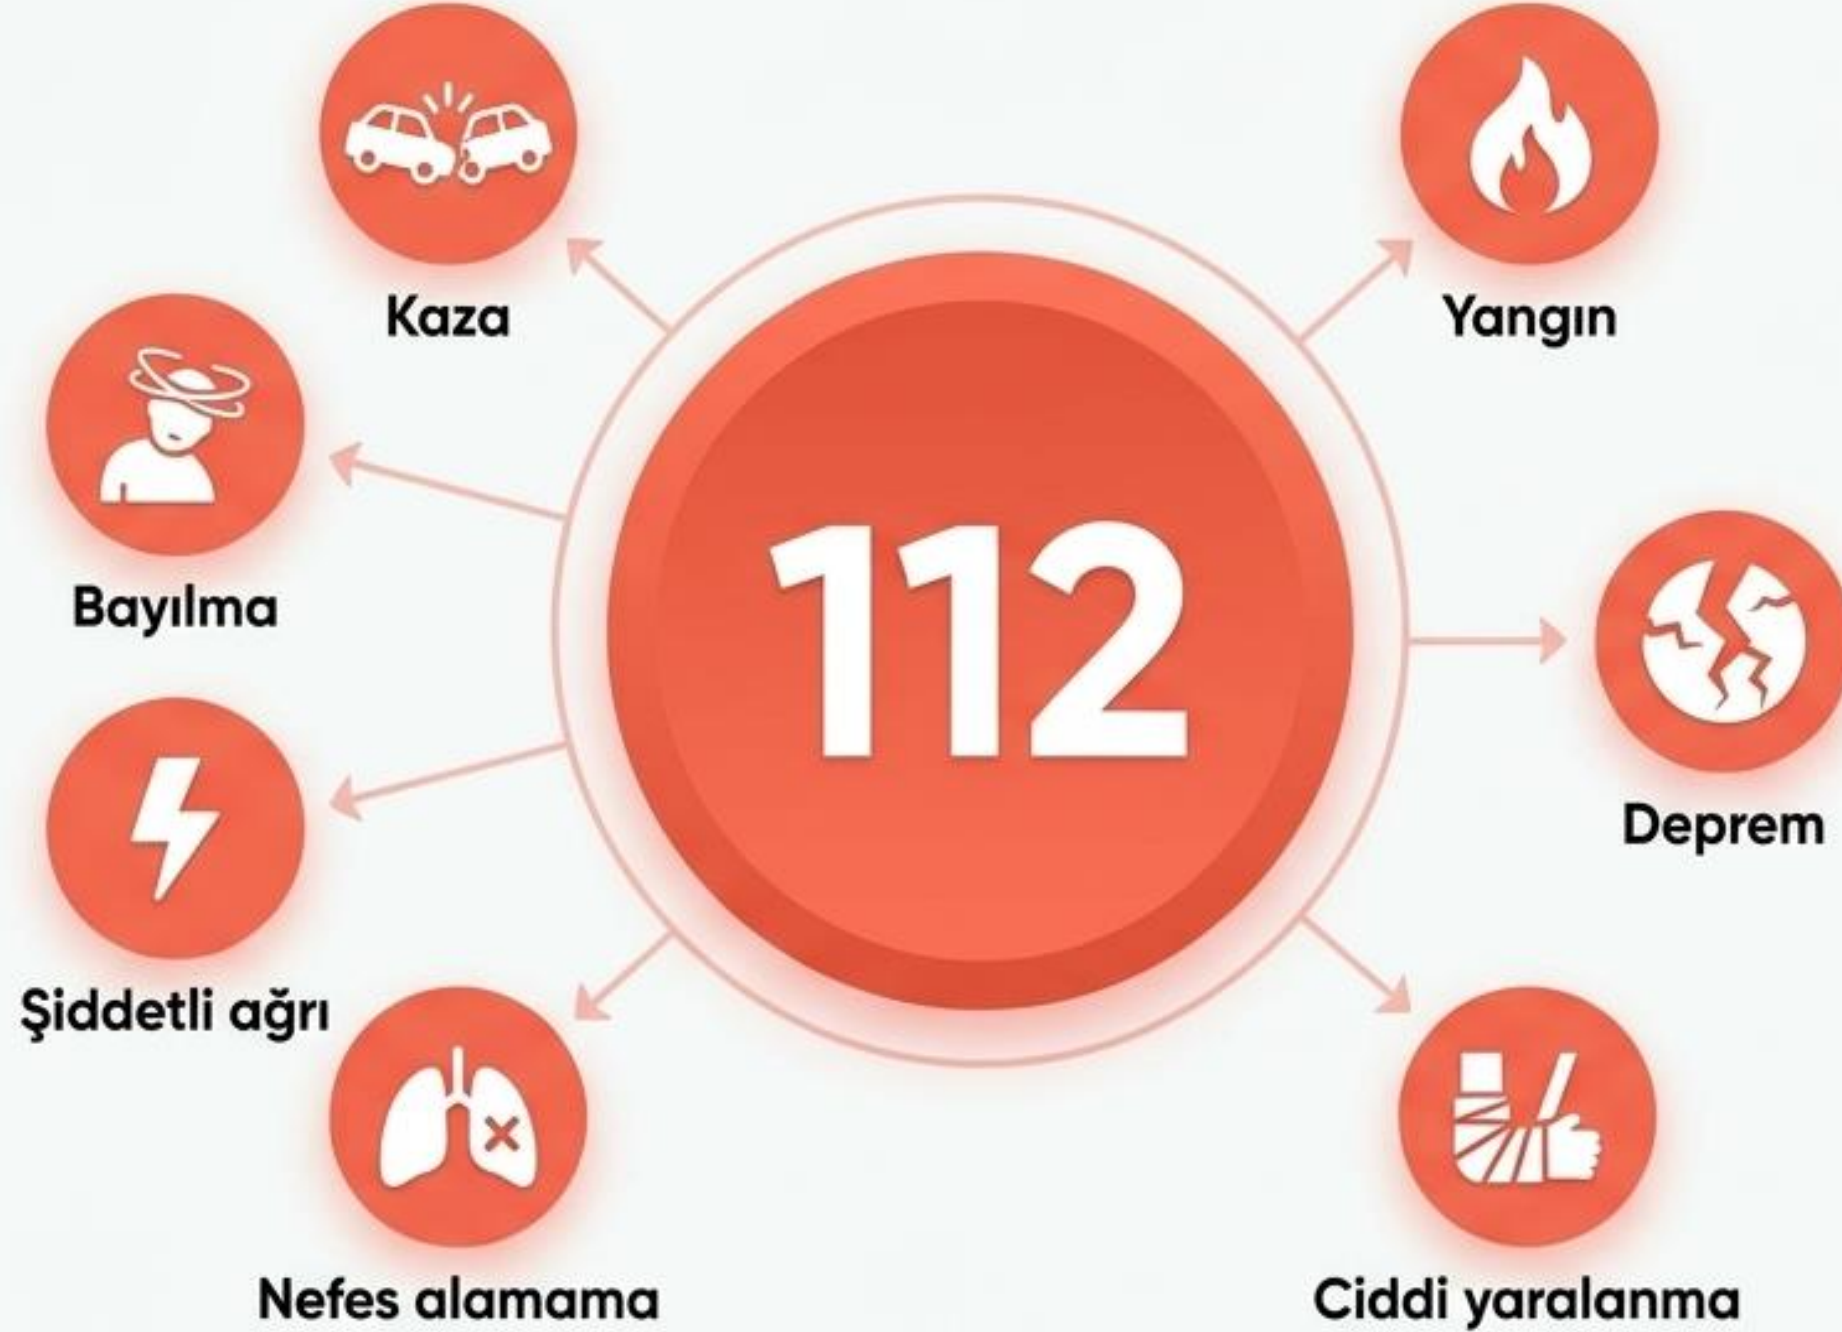 Kaza
Yangın
Bayılma
112
Deprem
Şiddetli ağrı
Nefes alamama
Ciddi yaralanma